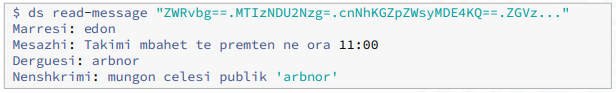 $ ds read-message "ZWRvbg==.MTIzNDU2Nzg=.cnNhKGZpZWsyMDE4KQ==.ZGVz..."
Marresi: edon
Mesazhi: Takimi mbahet te premten ne ora 11:00
Derguesi: arbnor
Nenshkrimi: mungon celesi publik 'arbnor'